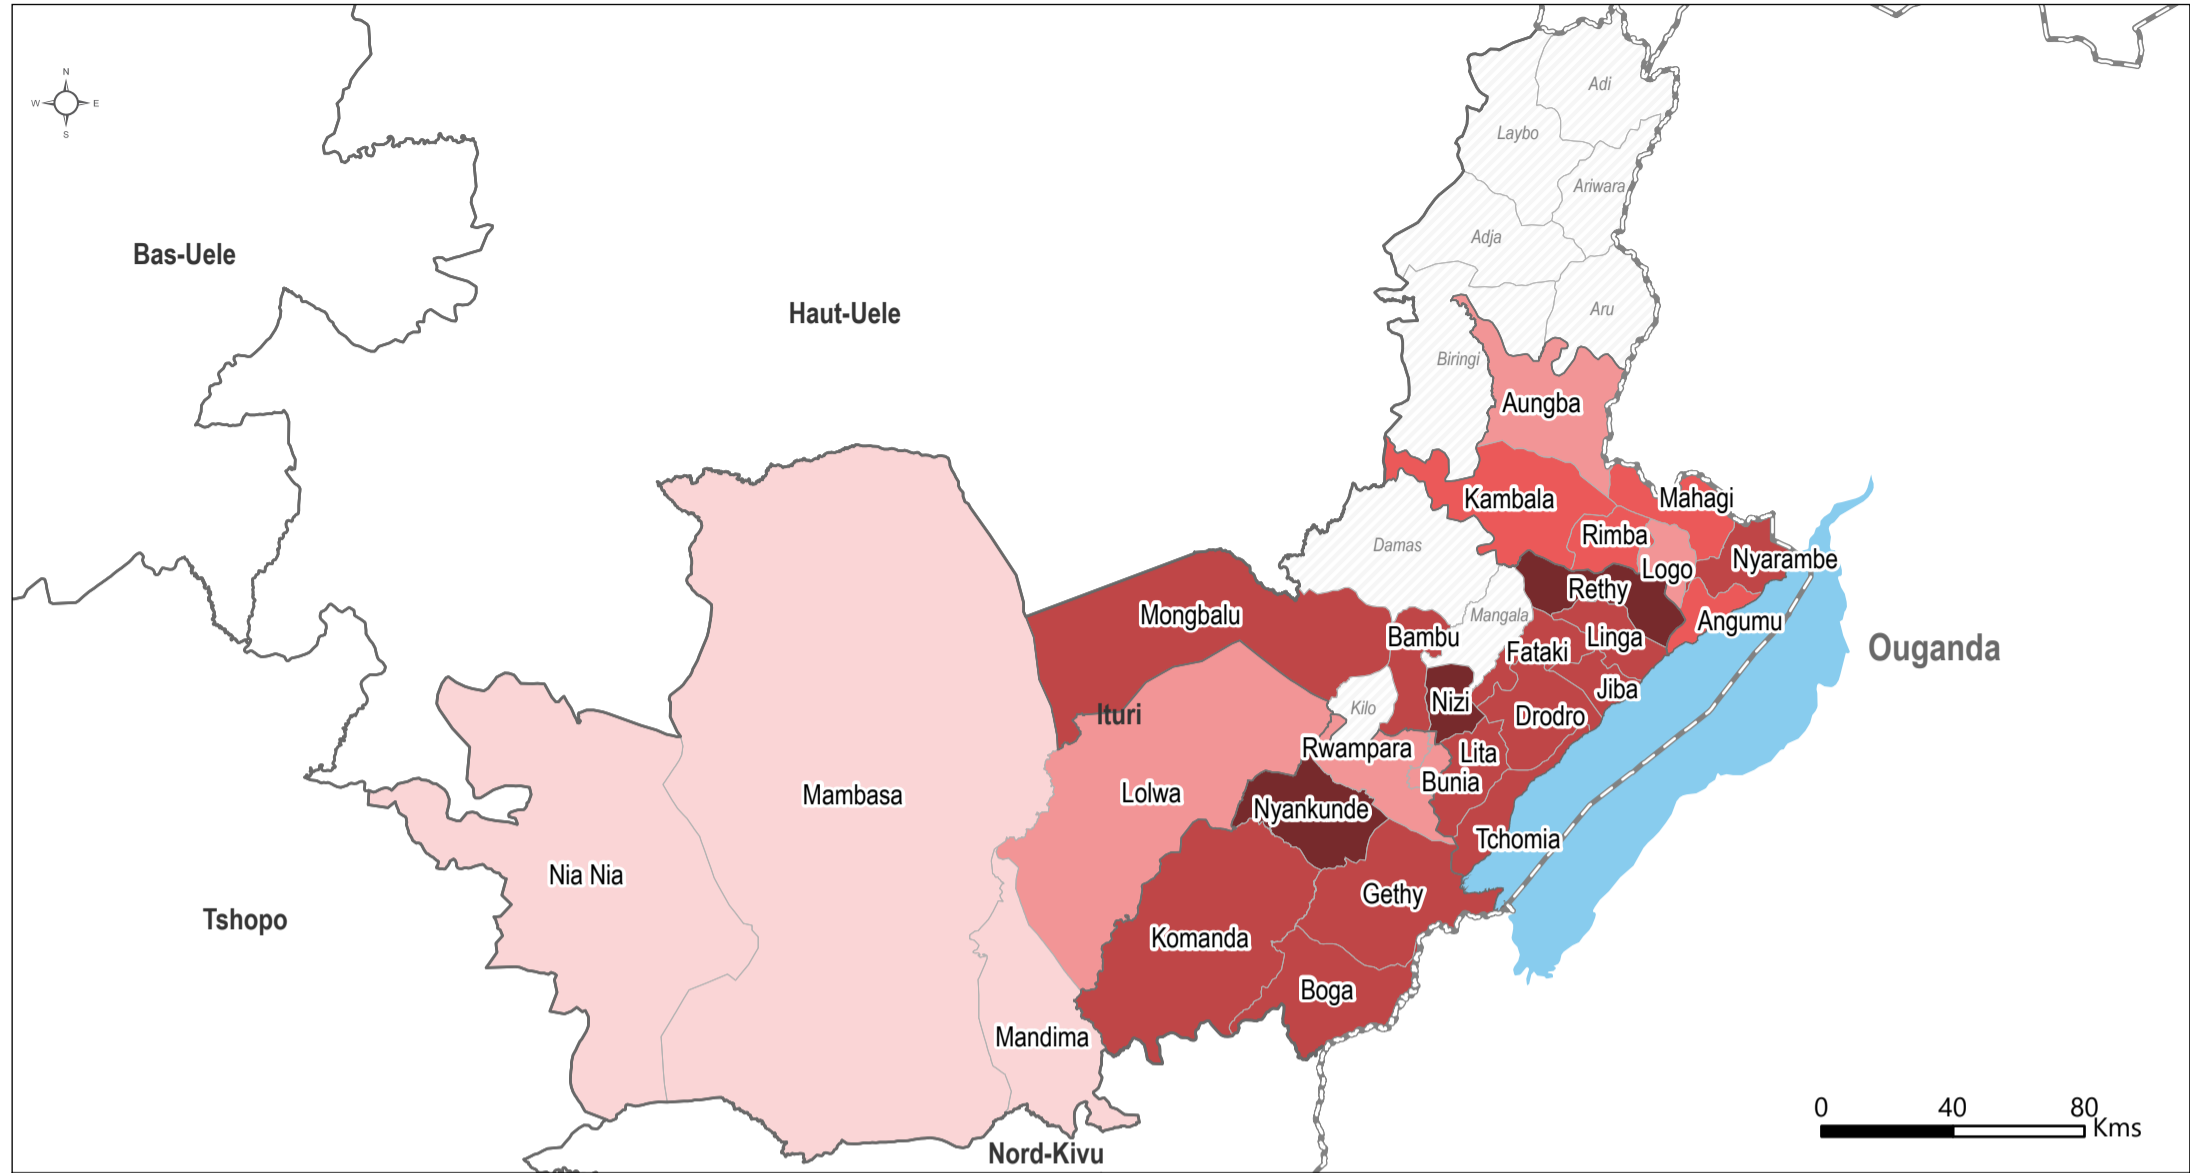 N
W E
S
Adi
Laybo
Ariwara
Adja
Bas-Uele
Haut-Uele
Aru
Biringi
Aungba
Kambala
Mahagi
Rimba
Damas
Nyarambe
Logo
Rethy
Mongbalu
Mangala
Angumu
Bambu
Linga
Fataki
Ouganda
Jiba
Nizi
Kilo
Ituri
Drodro
Rwampara
Lita
Bunia
Mambasa
Lolwa
Nyankunde
Tchomia
Nia Nia
Gethy
Tshopo
Komanda
Boga
Mandima
0 40 80
Kms
Nord-Kivu